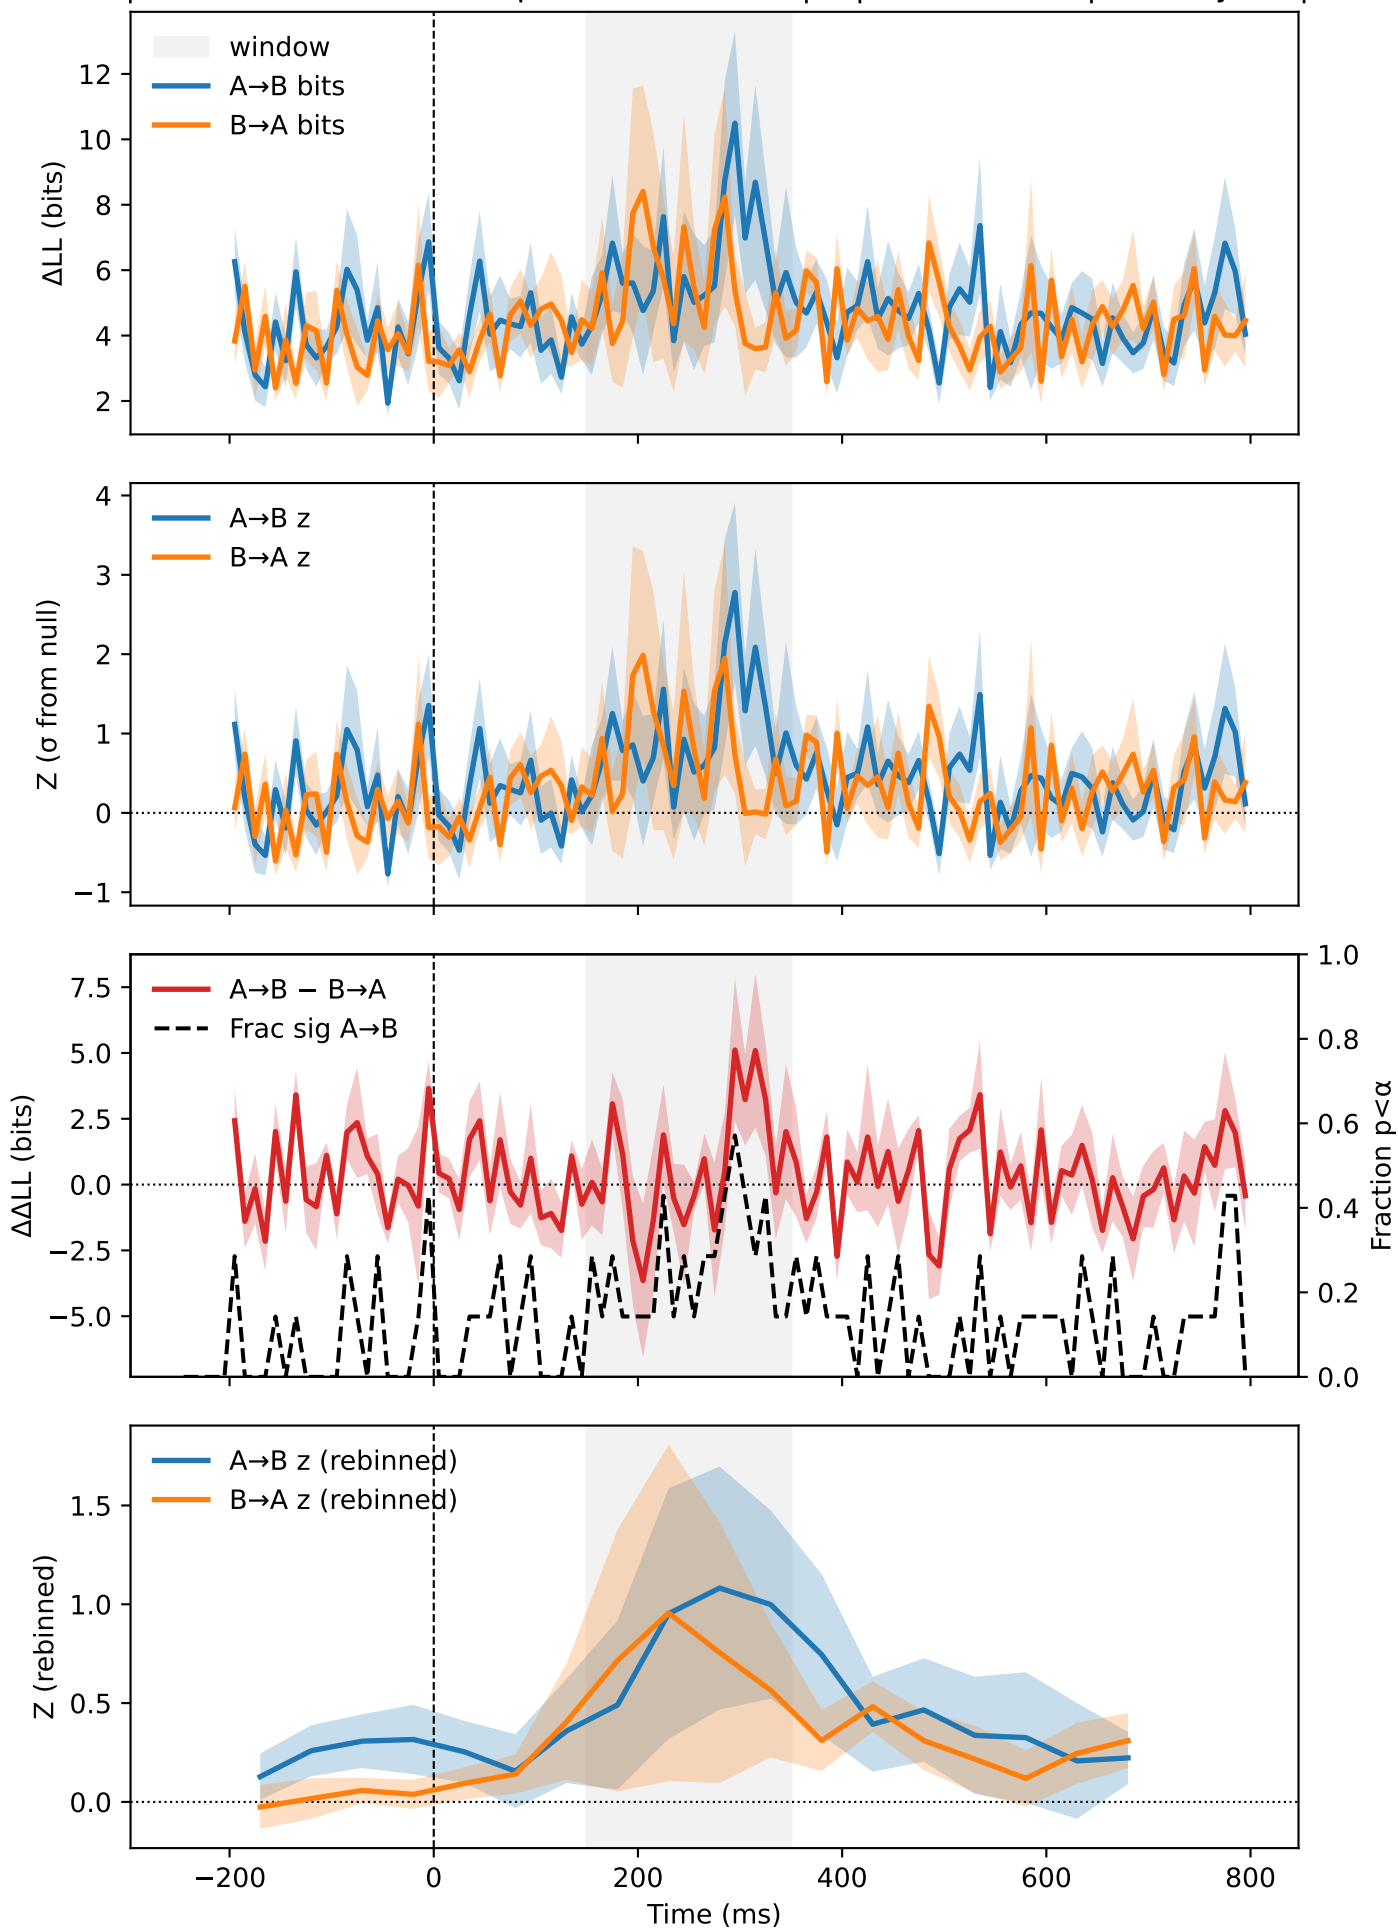 window
A→B bits
B→A bits
ΔLL (bits)
12
10
8
6
4
2
A→B z
B→A z
Z (σ from null)
4
3
2
1
0
−1
A→B − B→A
Frac sig A→B
ΔΔLL (bits)
7.5
5.0
2.5
0.0
−2.5
−5.0
1.0
0.8
0.6
0.4
0.2
0.0
Fraction p<α
A→B z (rebinned)
B→A z (rebinned)
Z (rebinned)
1.5
1.0
0.5
0.0
−200
0
200
400
600
800
Time (ms)